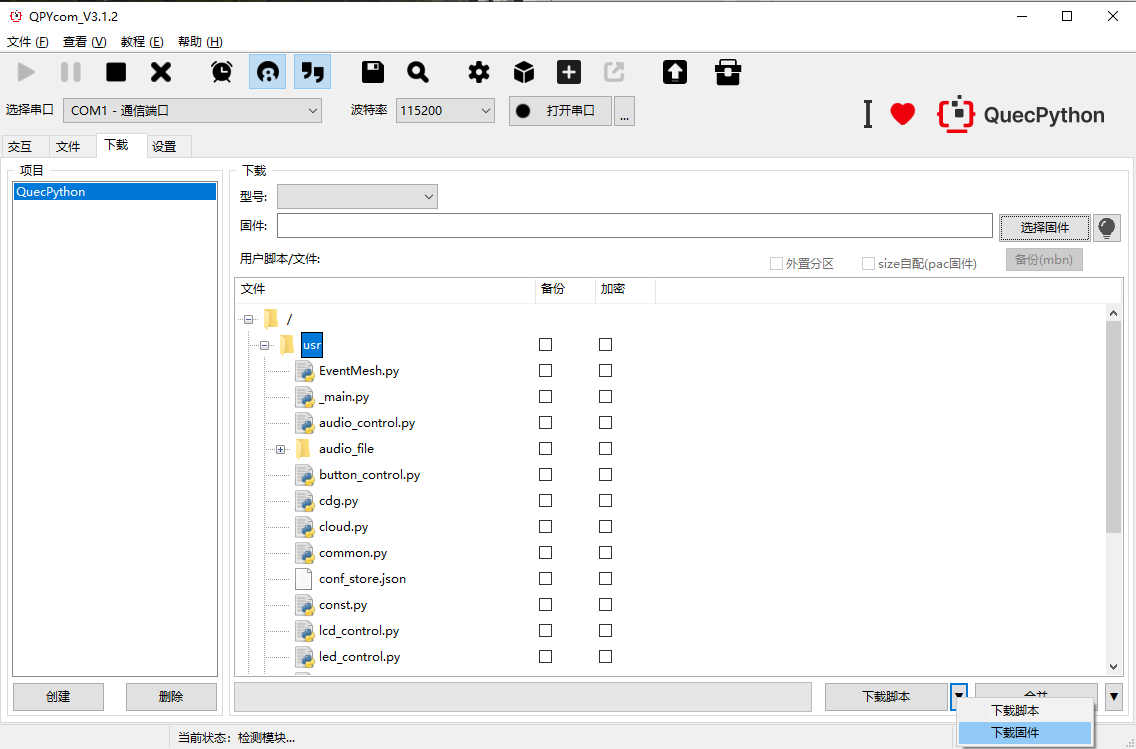 QPYcom_V3.1.2
文件 (F) 查看 (V) 教程 (E) 帮助 (H)
选择串口 COM1 - 通信端口 波特率 115200 打开串口 ... I QuecPython
交互 文件 下载 设置
项目
QuecPython
下载
型号:
固件: 选择固件
用户脚本/文件: 外置分区 size自配(pac固件) 备份(mbn)
文件 备份 加密
/
usr
EventMesh.py
_main.py
audio_control.py
audio_file
button_control.py
cdg.py
cloud.py
common.py
conf_store.json
const.py
lcd_control.py
led_control.py
创建 删除 下载脚本 合并
下载脚本
下载固件
当前状态: 检测模块...